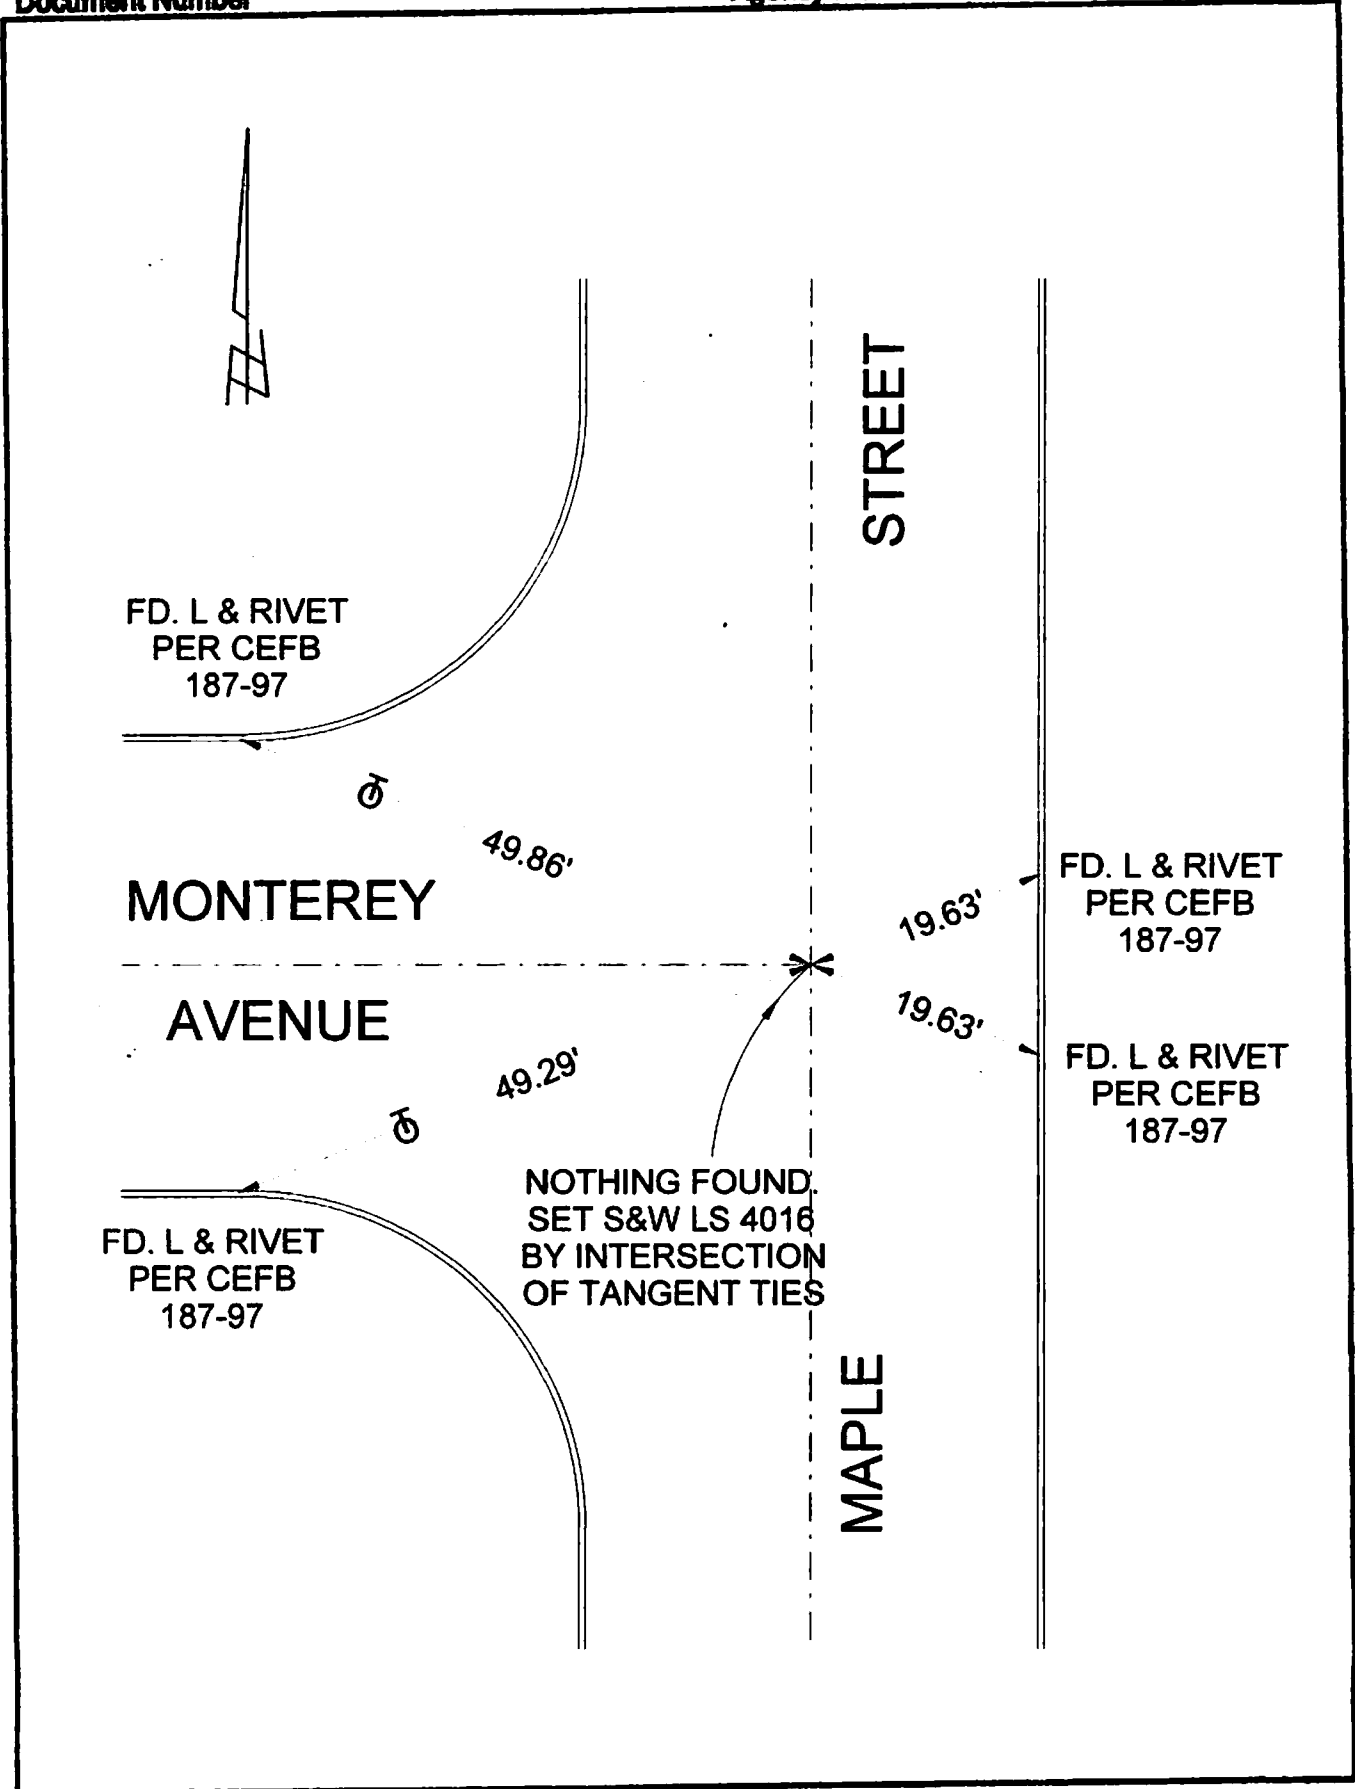 Document Number
STREET
FD. L & RIVET
PER CEFB
187-97
49.86'
MONTEREY
FD. L & RIVET
PER CEFB
187-97
19.63'
AVENUE
19.63'
FD. L & RIVET
PER CEFB
187-97
49.29'
NOTHING FOUND.
SET S&W LS 4016
BY INTERSECTION
OF TANGENT TIES
FD. L & RIVET
PER CEFB
187-97
MAPLE